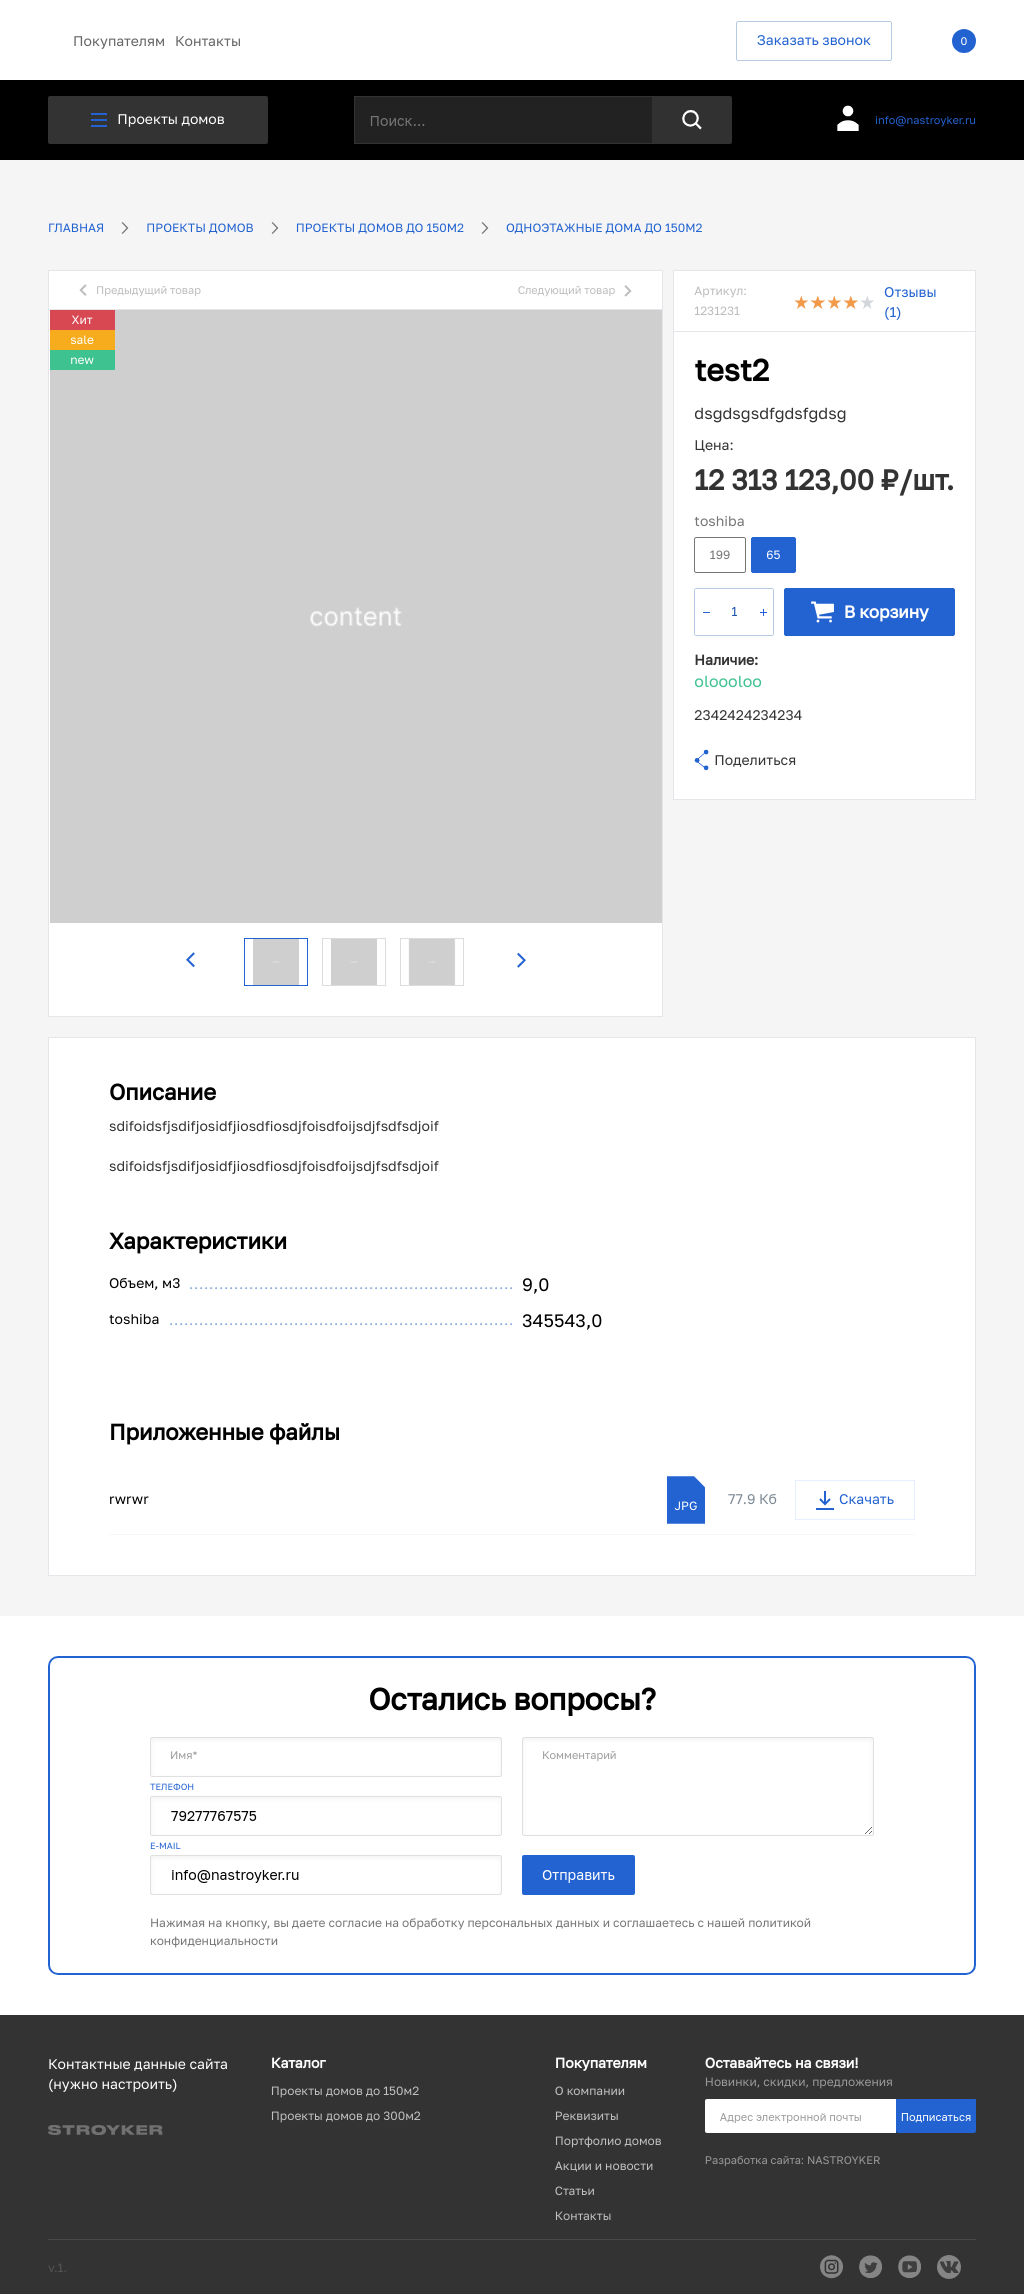 Покупателям Контакты
Заказать звонок
0
Проекты домов
Поиск...
info@nastroyker.ru
ГЛАВНАЯ
ПРОЕКТЫ ДОМОВ
ПРОЕКТЫ ДОМОВ ДО 150М2
ОДНОЭТАЖНЫЕ ДОМА ДО 150М2
Предыдущий товар
Следующий товар
Хит
sale
new
content
Артикул:
1231231
Отзывы
(1)
test2
dsgdsgsdfgdsfgdsg
Цена:
12 313 123,00 ₽/шт.
toshiba
199
65
− 1 +
В корзину
Наличие:
oloooloo
2342424234234
Поделиться
Описание
sdifoidsfjsdifjosidfjiosdfiosdjfoisdfoijsdjfsdfsdjoif
sdifoidsfjsdifjosidfjiosdfiosdjfoisdfoijsdjfsdfsdjoif
Характеристики
Объем, м3
9,0
toshiba
345543,0
Приложенные файлы
rwrwr
JPG
77.9 Кб
Скачать
Остались вопросы?
Имя*
ТЕЛЕФОН
79277767575
E-MAIL
info@nastroyker.ru
Комментарий
Отправить
Нажимая на кнопку, вы даете согласие на обработку персональных данных и соглашаетесь с нашей политикой
конфиденциальности
Контактные данные сайта
(нужно настроить)
STROYKER
Каталог
Проекты домов до 150м2
Проекты домов до 300м2
Покупателям
О компании
Реквизиты
Портфолио домов
Акции и новости
Статьи
Контакты
Оставайтесь на связи!
Новинки, скидки, предложения
Адрес электронной почты
Подписаться
Разработка сайта: NASTROYKER
v.1.